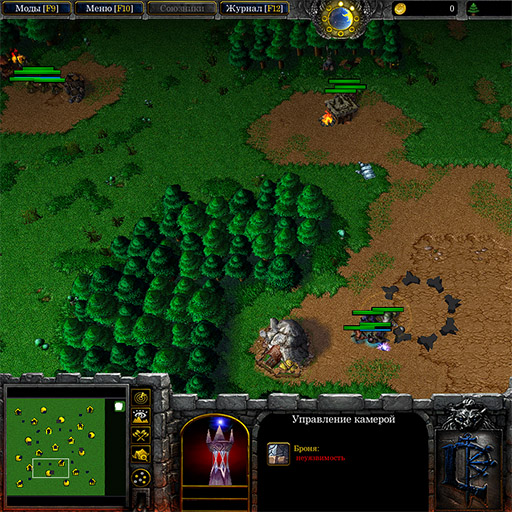 Моды [F9] Меню [F10] Союзники Журнал [F12] 0
Управление камерой
Броня:
неуязвимость